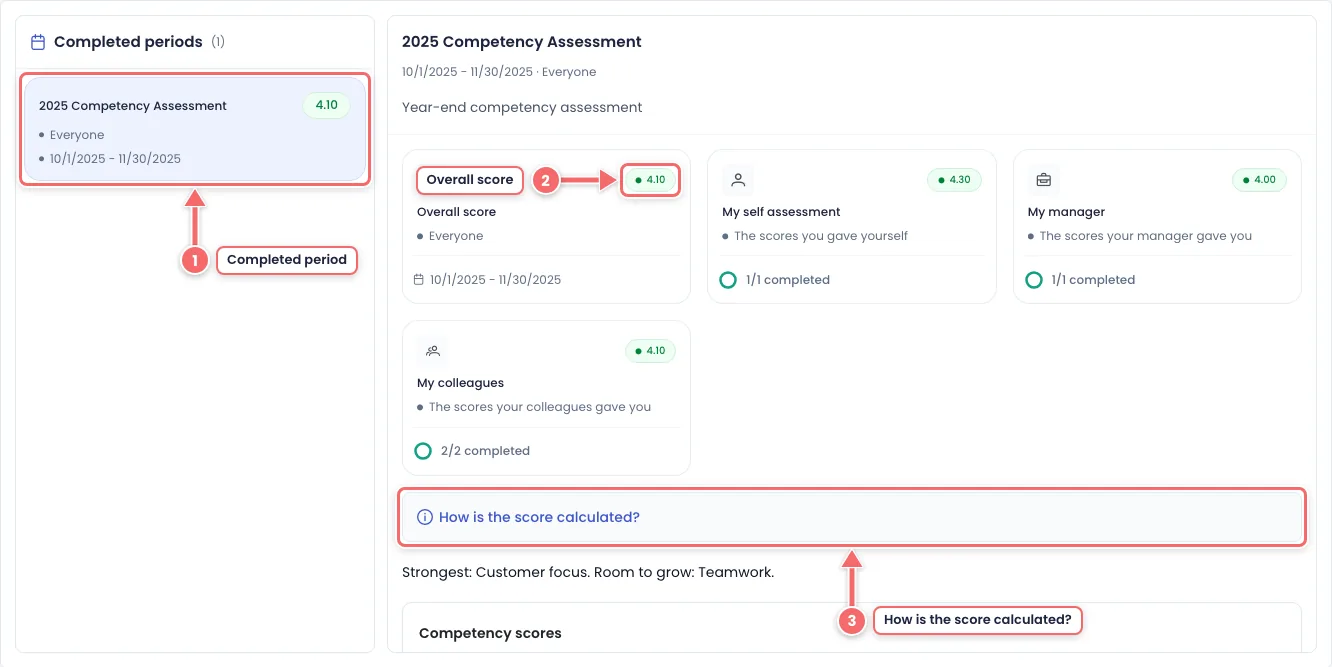 Completed periods (1)
2025 Competency Assessment 4.10
Everyone
10/1/2025 - 11/30/2025
1 Completed period
2025 Competency Assessment
10/1/2025 - 11/30/2025 · Everyone
Year-end competency assessment
Overall score 2 4.10
Overall score
Everyone
10/1/2025 - 11/30/2025
4.30
My self assessment
The scores you gave yourself
1/1 completed
4.00
My manager
The scores your manager gave you
1/1 completed
4.10
My colleagues
The scores your colleagues gave you
2/2 completed
How is the score calculated?
Strongest: Customer focus. Room to grow: Teamwork.
3 How is the score calculated?
Competency scores